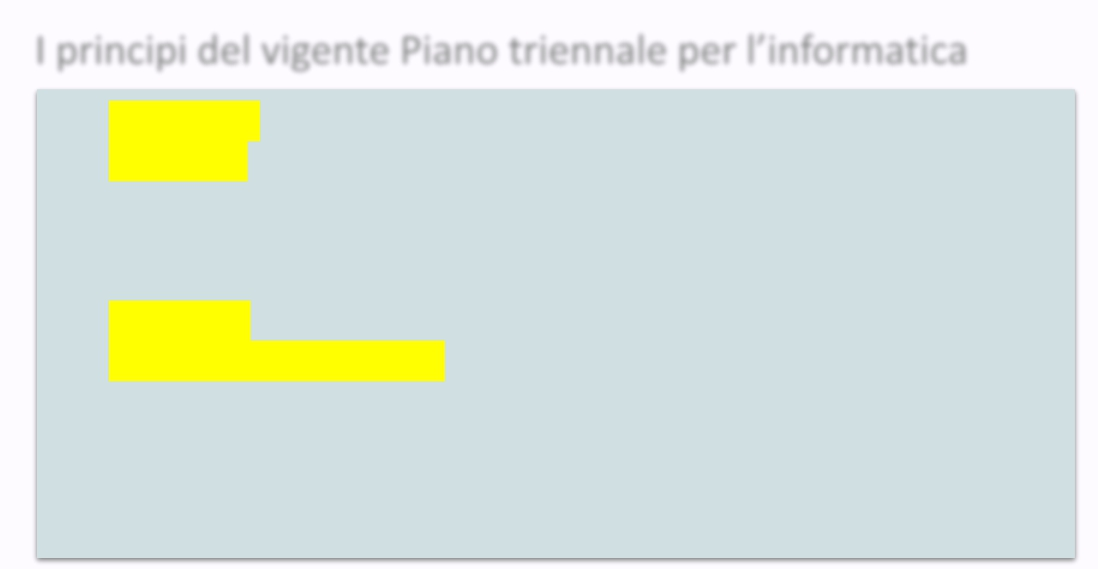 I principi del vigente Piano triennale per l’informatica